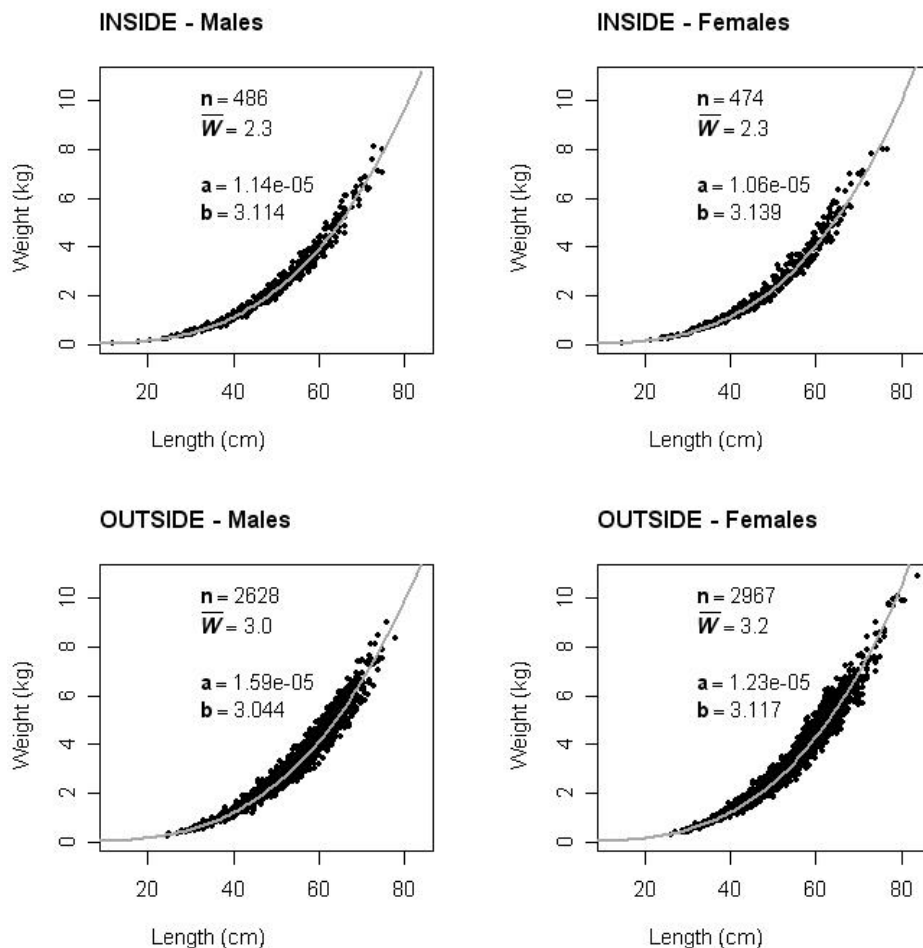 INSIDE - Males
n = 486
W = 2.3
a = 1.14e-05
b = 3.114
Weight (kg)
0 2 4 6 8 10
20 40 60 80
Length (cm)
INSIDE - Females
n = 474
W = 2.3
a = 1.06e-05
b = 3.139
Weight (kg)
0 2 4 6 8 10
20 40 60 80
Length (cm)
OUTSIDE - Males
n = 2628
W = 3.0
a = 1.59e-05
b = 3.044
Weight (kg)
0 2 4 6 8 10
20 40 60 80
Length (cm)
OUTSIDE - Females
n = 2967
W = 3.2
a = 1.23e-05
b = 3.117
Weight (kg)
0 2 4 6 8 10
20 40 60 80
Length (cm)